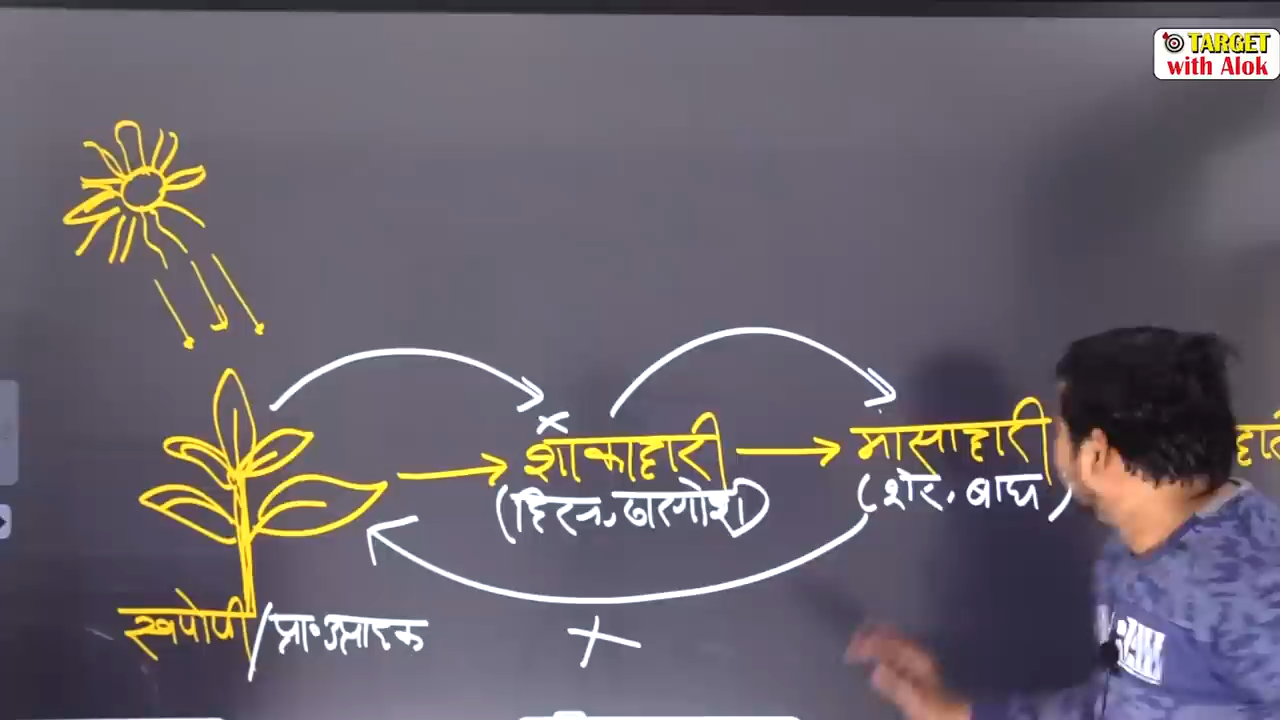 TARGET
with Alok
शाकाहारी
मांसाहारी
(हिरन, खरगोश)
(शेर, बाघ)
स्वपोषी / प्रा॰ उत्पादक